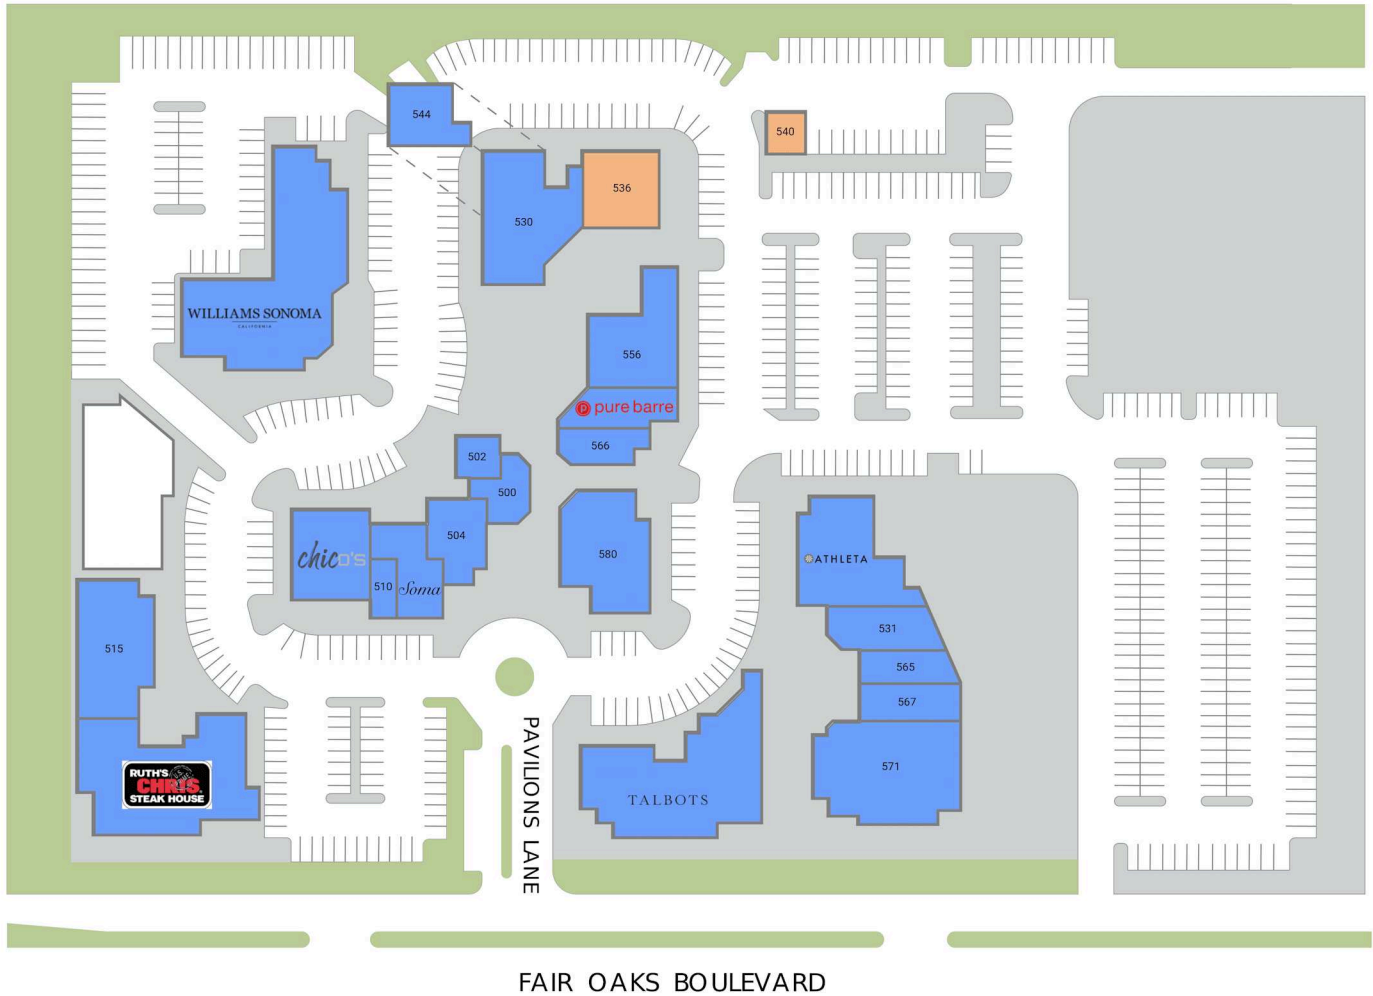 544
540
536
530
WILLIAMS SONOMA
CALIFORNIA
556
P pure barre
566
502
500
504
chico's
510
Soma
580
ATHLETA
531
515
565
567
RUTH'S
CHRIS
STEAK HOUSE
571
TALBOTS
PAVILIONS LANE
FAIR OAKS BOULEVARD